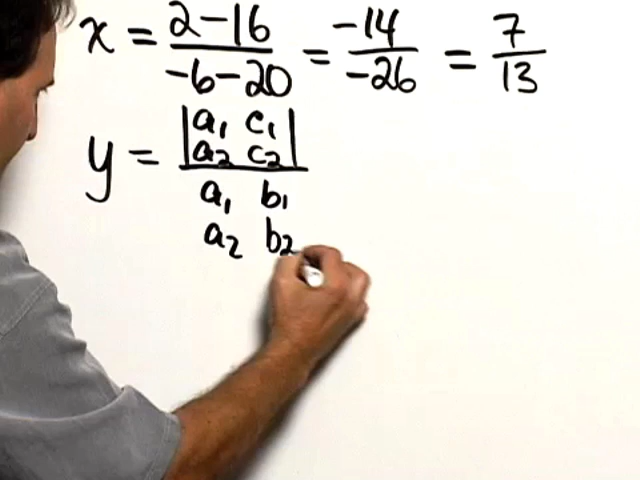 x = 2-16/-6-20 = -14/-26 = 7/13
y = |a₁ c₁
a₂ c₂|
a₁ b₁
a₂ b₂